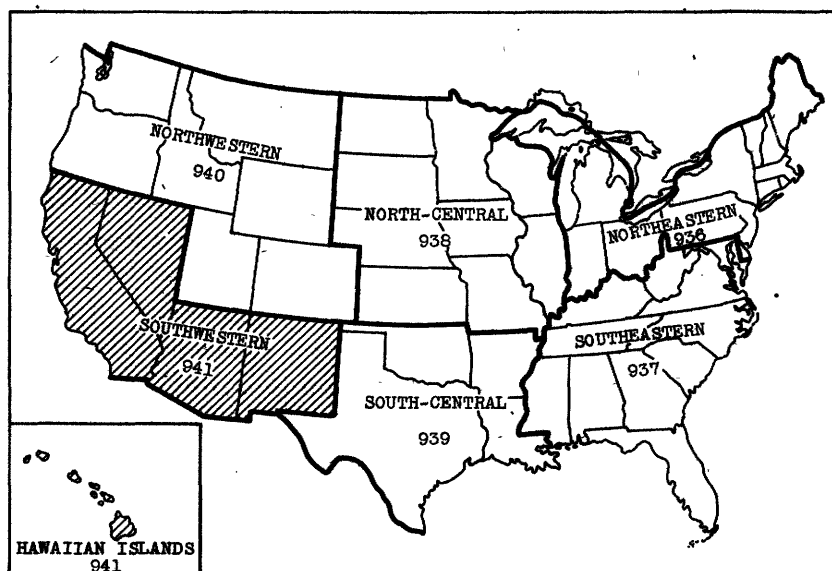 NORTHWESTERN
940
NORTH-CENTRAL
938
NORTHEASTERN
936
SOUTHWESTERN
941
SOUTHEASTERN
937
SOUTH-CENTRAL
939
HAWAIIAN ISLANDS
941